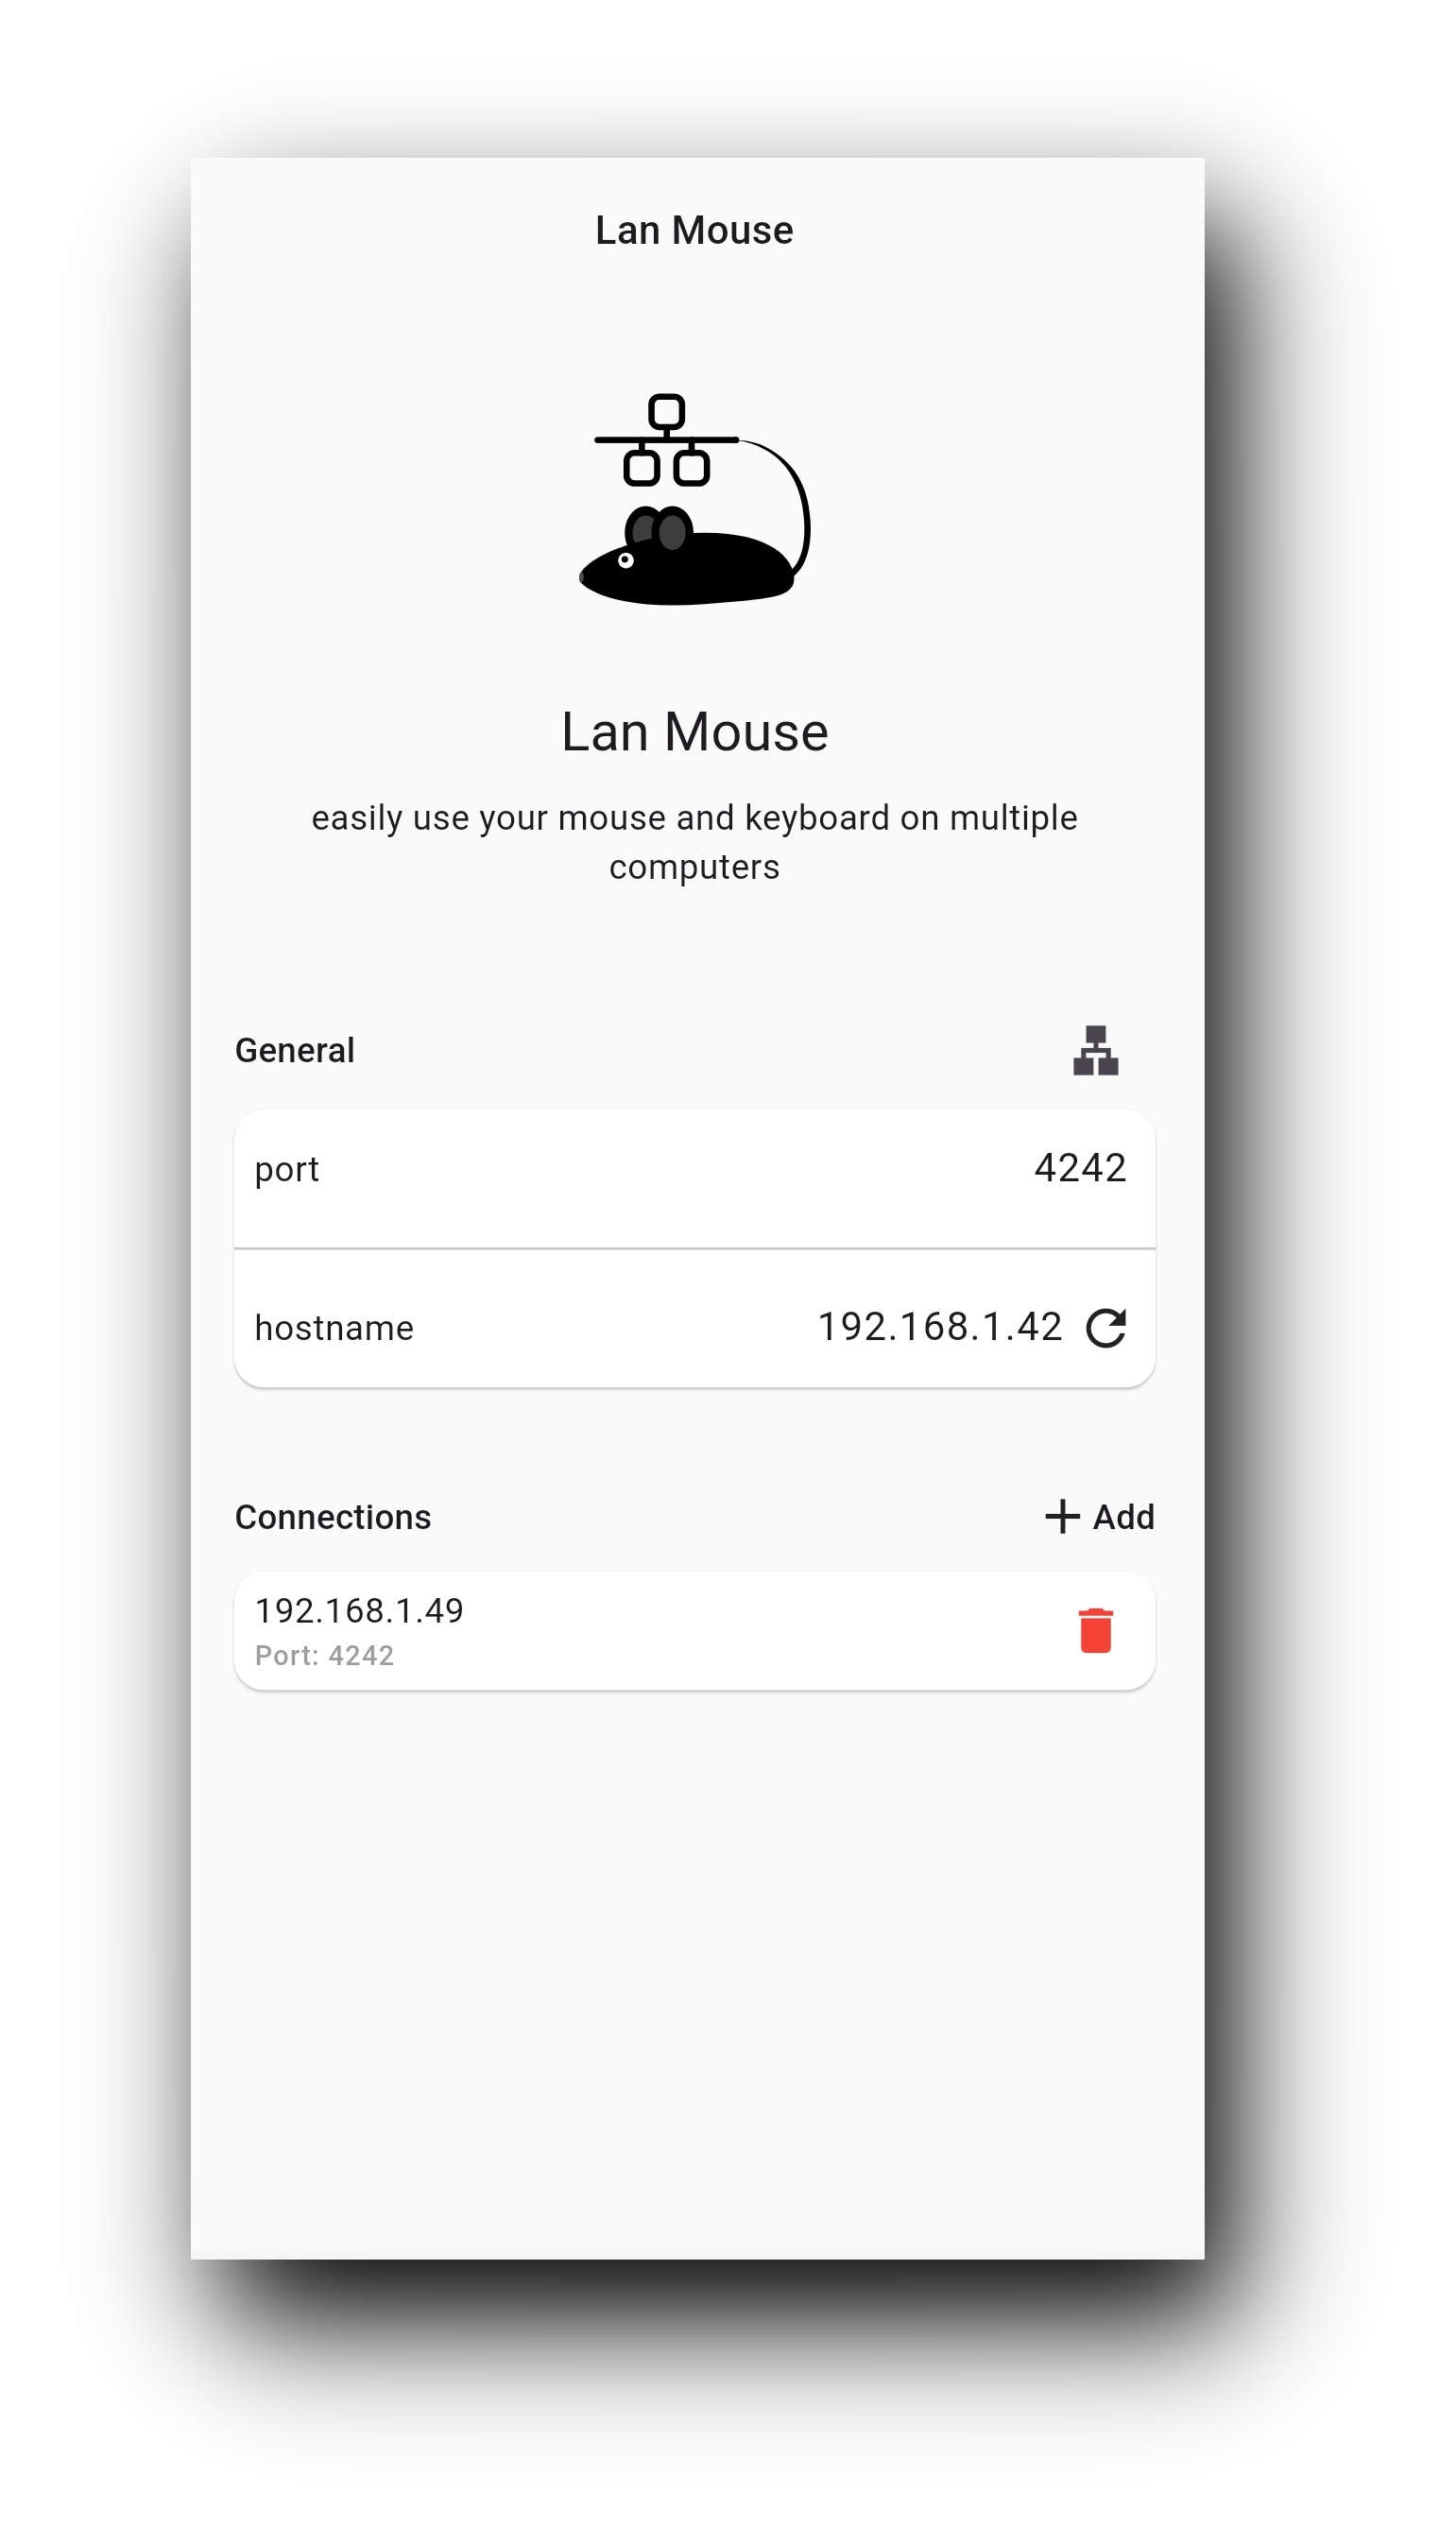 Lan Mouse
Lan Mouse
easily use your mouse and keyboard on multiple
computers
General
port 4242
hostname 192.168.1.42
Connections Add
192.168.1.49
Port: 4242